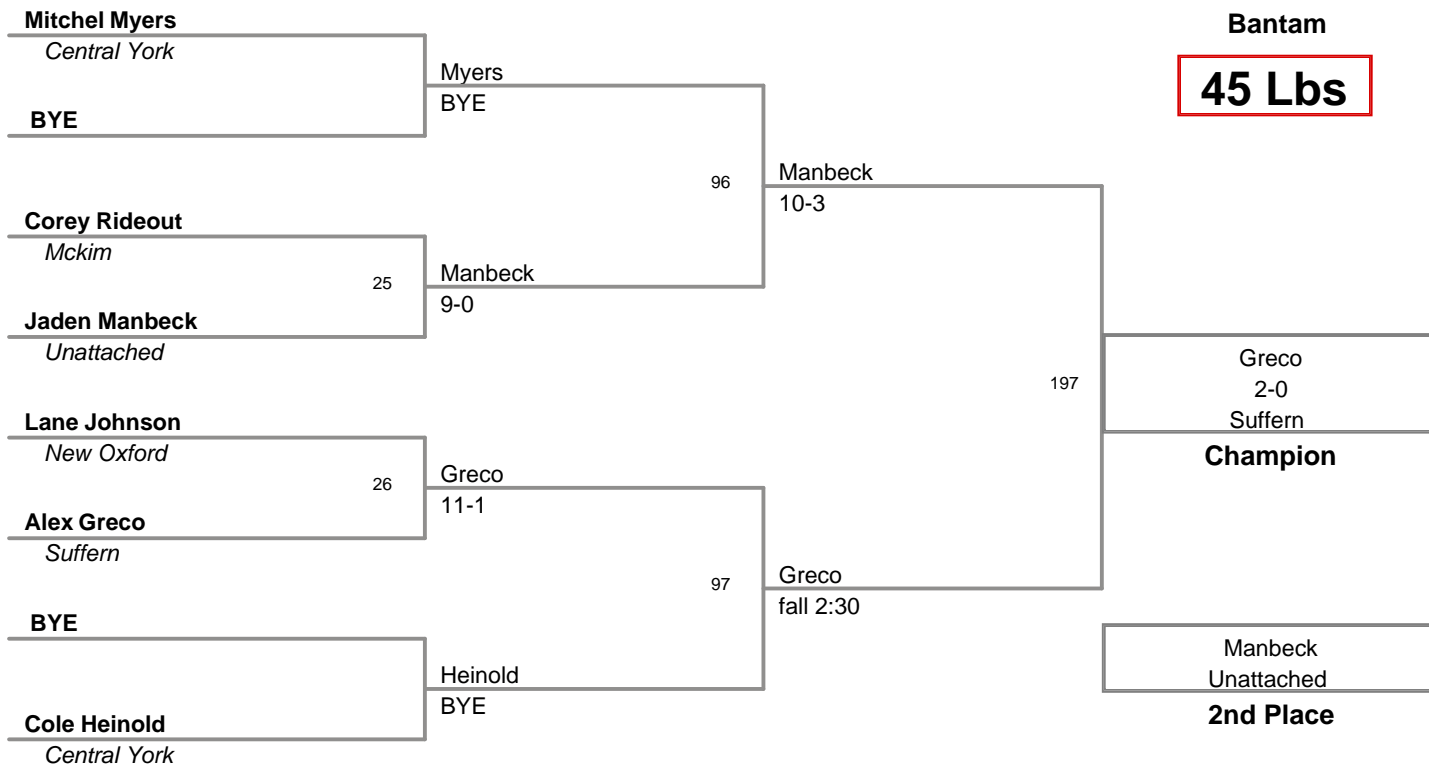 Mitchel Myers
Central York
BYE
Myers
BYE
Corey Rideout
Mckim
25
Jaden Manbeck
Unattached
Manbeck
9-0
96
Manbeck
10-3
Lane Johnson
New Oxford
26
Alex Greco
Suffern
Greco
11-1
BYE
Cole Heinold
Central York
Heinold
BYE
97
Greco
fall 2:30
197
Bantam
45 Lbs
Greco
2-0
Suffern
Champion
Manbeck
Unattached
2nd Place